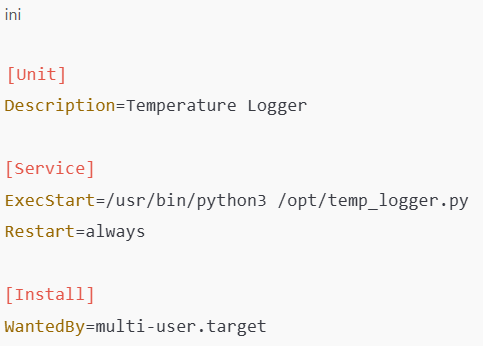 ini
[Unit]
Description=Temperature Logger
[Service]
ExecStart=/usr/bin/python3 /opt/temp_logger.py
Restart=always
[Install]
WantedBy=multi-user.target